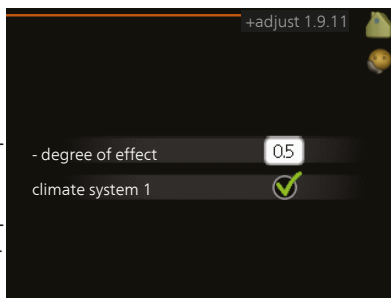 +adjust 1.9.11
- degree of effect 0.5
climate system 1